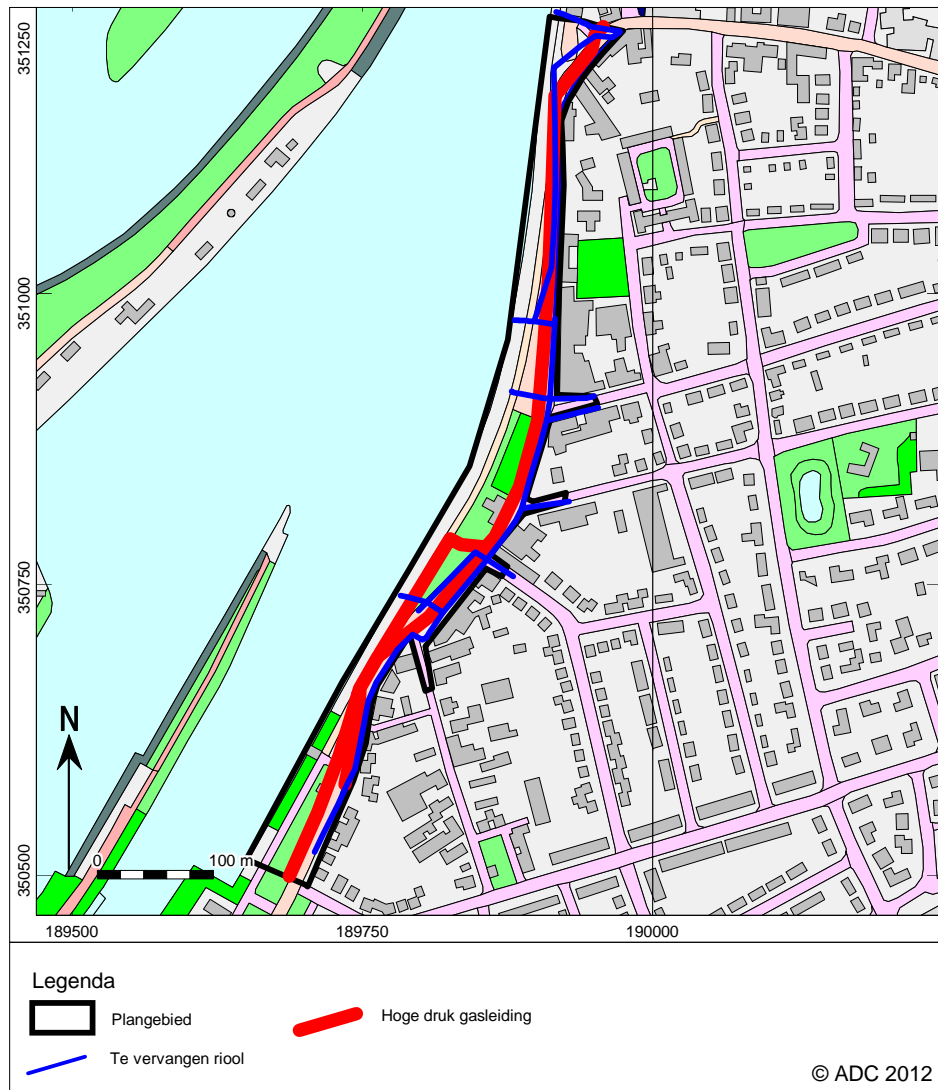 351250
351000
350750
350500
N
0 100 m
189500 189750 190000
Legenda
Plangebied
Hoge druk gasleiding
Te vervangen riool
© ADC 2012